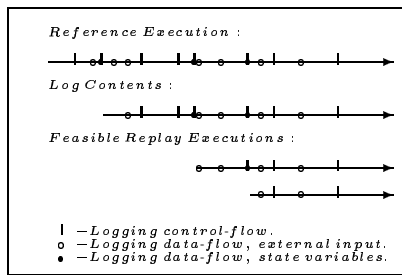 Reference Execution :
Log Contents :
Feasible Replay Executions :
−Logging control-flow.
−Logging data-flow, external input.
−Logging data-flow, state variables.